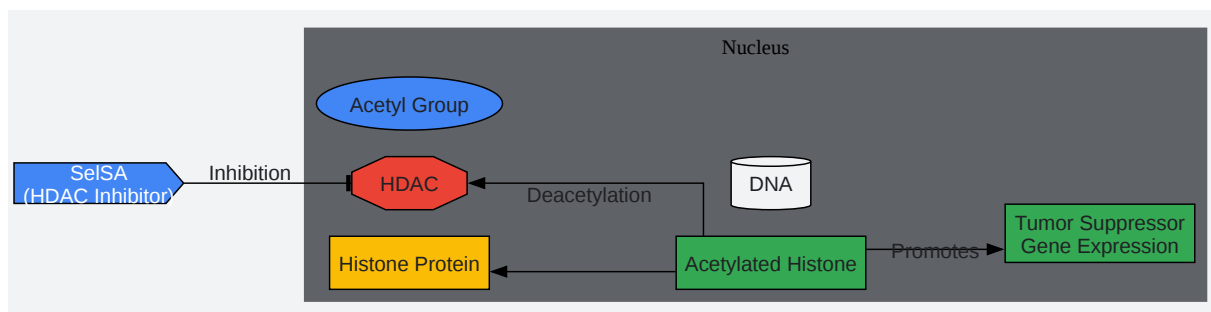 Nucleus
Acetyl Group
SelSA
(HDAC Inhibitor)
Inhibition
HDAC
Deacetylation
DNA
Histone Protein
Acetylated Histone
Promotes
Tumor Suppressor
Gene Expression